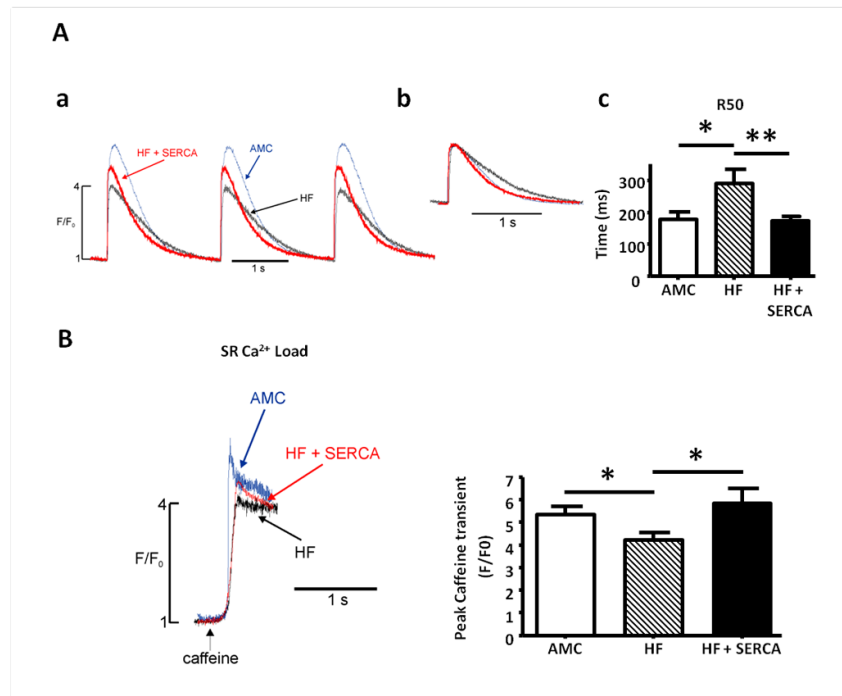 A
a
b
c
HF + SERCA
AMC
HF
4
F/F0
1
1 s
1 s
R50
*
**
Time (ms)
300
200
100
0
AMC
HF
HF +
SERCA
B
SR Ca²⁺ Load
AMC
HF + SERCA
HF
4
F/F0
1
1 s
caffeine
*
*
Peak Caffeine transient
(F/F0)
7
6
5
4
3
2
1
0
AMC
HF
HF + SERCA